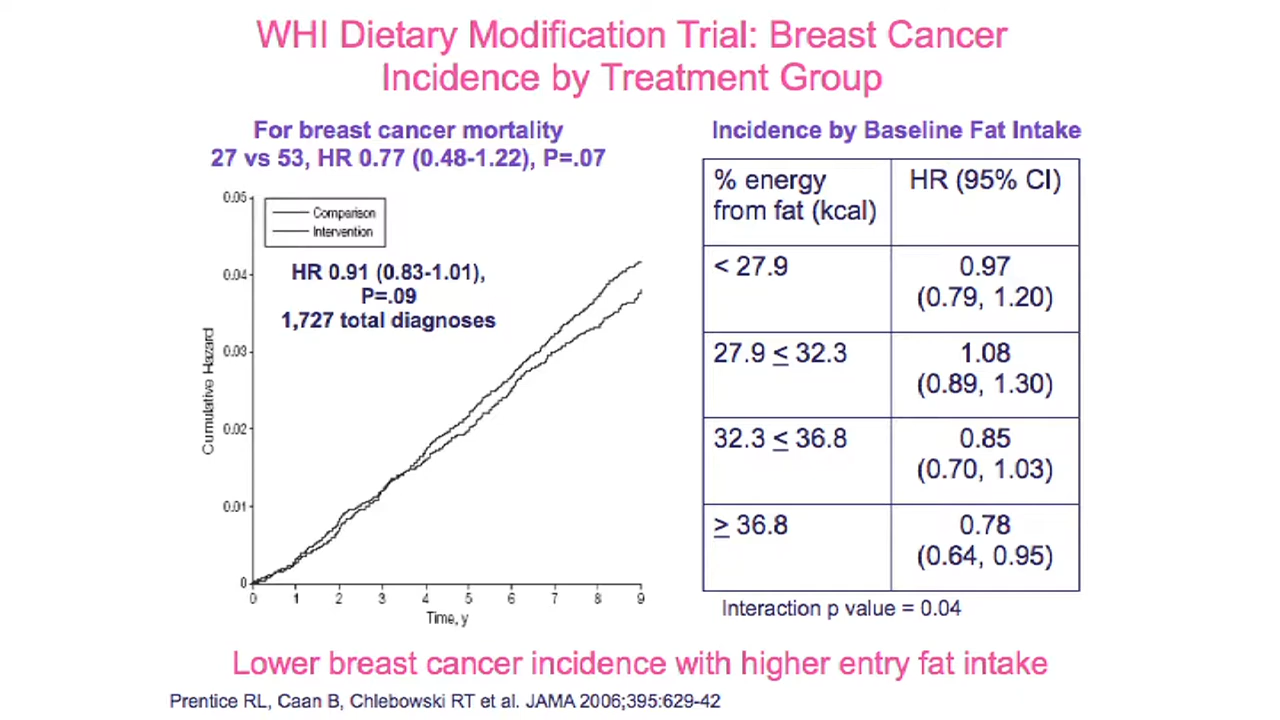 WHI Dietary Modification Trial: Breast Cancer
Incidence by Treatment Group
For breast cancer mortality
27 vs 53, HR 0.77 (0.48-1.22), P=.07
0.05
Comparison
Intervention
HR 0.91 (0.83-1.01),
P=.09
1,727 total diagnoses
0.04
0.03
0.02
0.01
0
Cumulative Hazard
0 1 2 3 4 5 6 7 8 9
Time, y
Incidence by Baseline Fat Intake
% energy
from fat (kcal)
HR (95% CI)
< 27.9
0.97
(0.79, 1.20)
27.9 ≤ 32.3
1.08
(0.89, 1.30)
32.3 ≤ 36.8
0.85
(0.70, 1.03)
≥ 36.8
0.78
(0.64, 0.95)
Interaction p value = 0.04
Lower breast cancer incidence with higher entry fat intake
Prentice RL, Caan B, Chlebowski RT et al. JAMA 2006;395:629-42